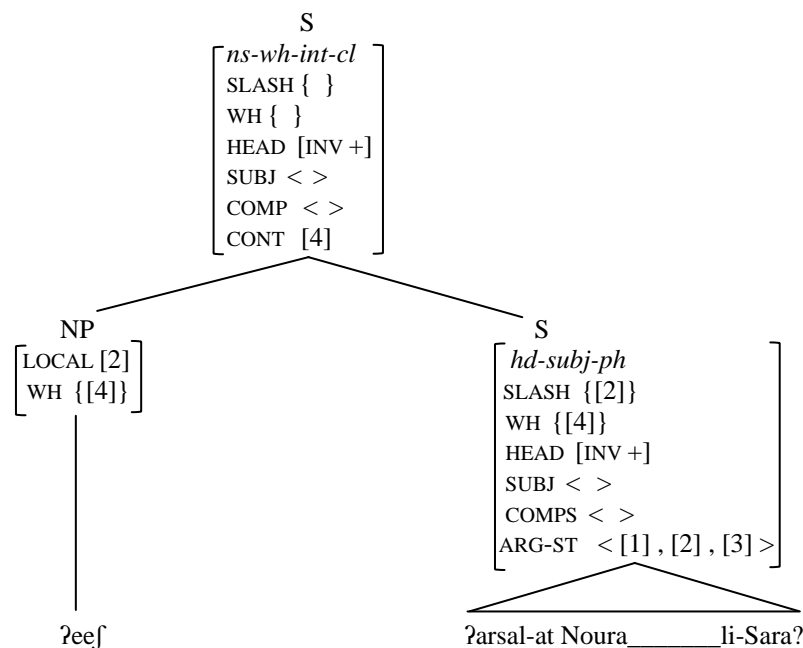 S
ns-wh-int-cl
SLASH { }
WH { }
HEAD [INV +]
SUBJ < >
COMP < >
CONT [4]
NP
LOCAL [2]
WH {[4]}
S
hd-subj-ph
SLASH {[2]}
WH {[4]}
HEAD [INV +]
SUBJ < >
COMPS < >
ARG-ST < [1] , [2] , [3] >
ʔeeʃ
ʔarsal-at Noura_______li-Sara?